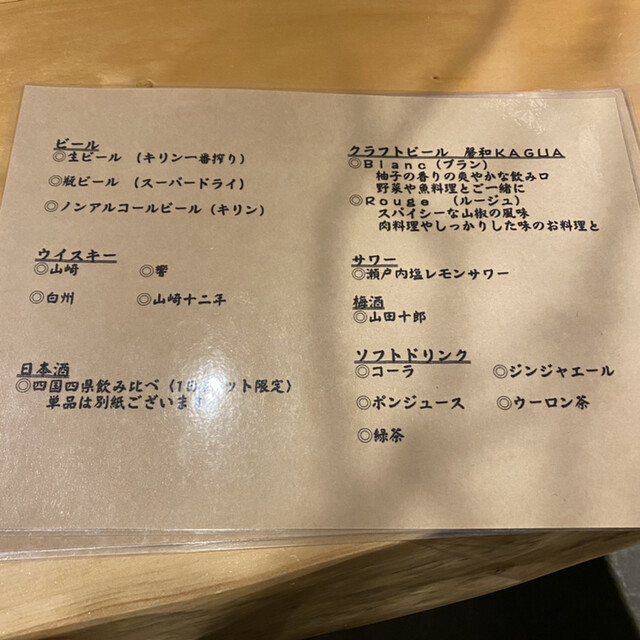 ビール
◎生ビール （キリン一番搾り）
◎瓶ビール （スーパードライ）
◎ノンアルコールビール（キリン）
ウイスキー
◎山崎 ◎響
◎白州 ◎山崎十二年
日本酒
◎四国四県飲み比べ（1日 ット限定）
単品は別紙ございます
クラフトビール 馨和KAGUA
◎Blanc（ブラン）
柚子の香りの爽やかな飲み口
野菜や魚料理とご一緒に
◎Rouge （ルージュ）
スパイシーな山椒の風味
肉料理やしっかりした味のお料理と
サワー
◎瀬戸内塩レモンサワー
梅酒
◎山田十郎
ソフトドリンク
◎コーラ ◎ジンジャエール
◎ポンジュース ◎ウーロン茶
◎緑茶